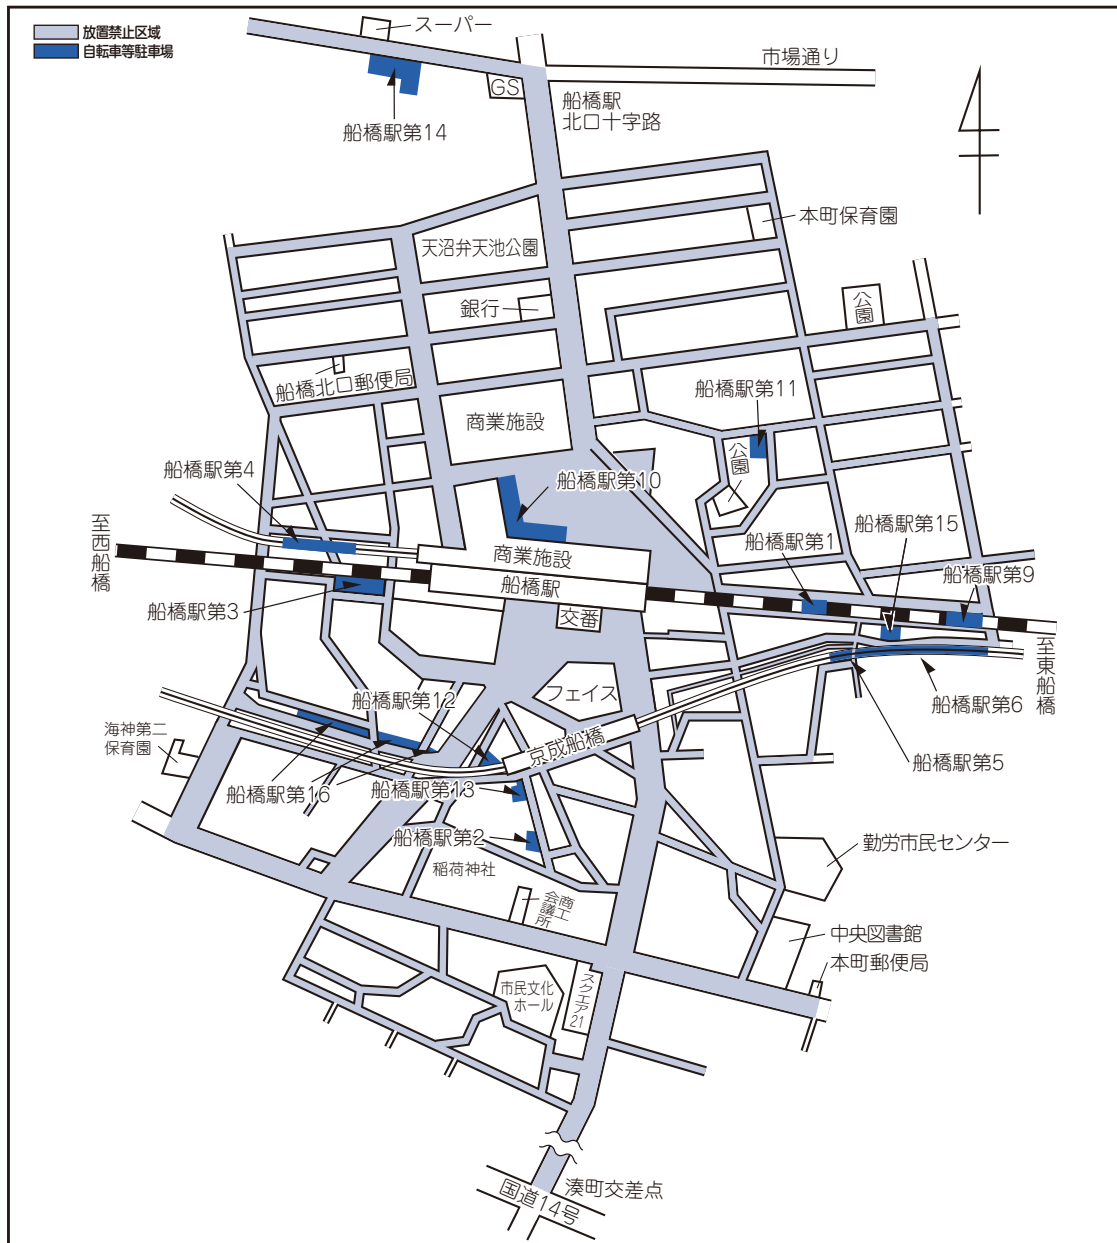 放置禁止区域
自転車等駐車場
スーパー
市場通り
GS
船橋駅
北口十字路
船橋駅第14
本町保育園
天沼弁天池公園
公園
銀行
船橋北口郵便局
船橋駅第11
商業施設
公園
船橋駅第4
船橋駅第10
船橋駅第15
至西船橋
商業施設
船橋駅第1
船橋駅第9
船橋駅
船橋駅第3
交番
至東船橋
フェイス
船橋駅第12
船橋駅第6
海神第二
保育園
京成船橋
船橋駅第5
船橋駅第16
船橋駅第13
船橋駅第2
勤労市民センター
稲荷神社
商工
会議所
中央図書館
本町郵便局
市民文化
ホール
スクエア21
湊町交差点
国道14号